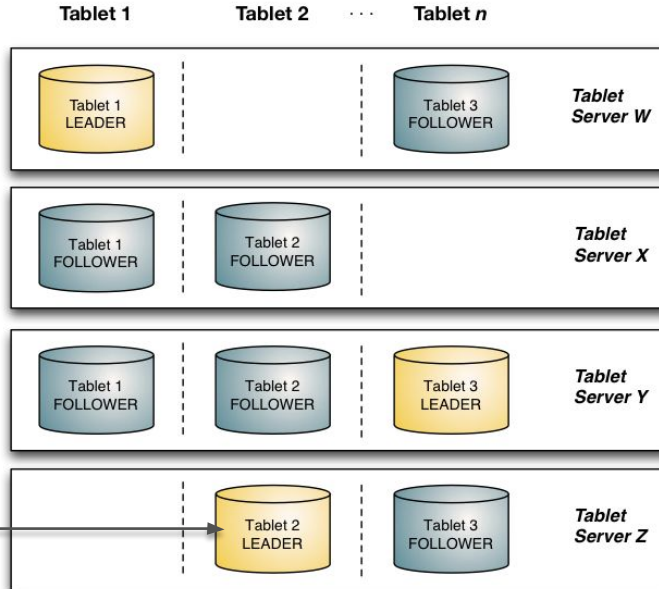 Tablet 1 Tablet 2 · · · Tablet n
Tablet 1
LEADER
Tablet 3
FOLLOWER
Tablet
Server W
Tablet 1
FOLLOWER
Tablet 2
FOLLOWER
Tablet
Server X
Tablet 1
FOLLOWER
Tablet 2
FOLLOWER
Tablet 3
LEADER
Tablet
Server Y
Tablet 2
LEADER
Tablet 3
FOLLOWER
Tablet
Server Z